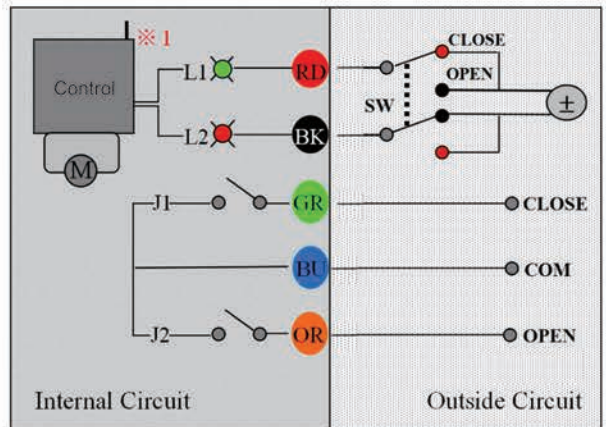 ※1
Control
M
L1
RD
L2
BK
SW
CLOSE
OPEN
±
J1
GR
CLOSE
BU
COM
J2
OR
OPEN
Internal Circuit
Outside Circuit